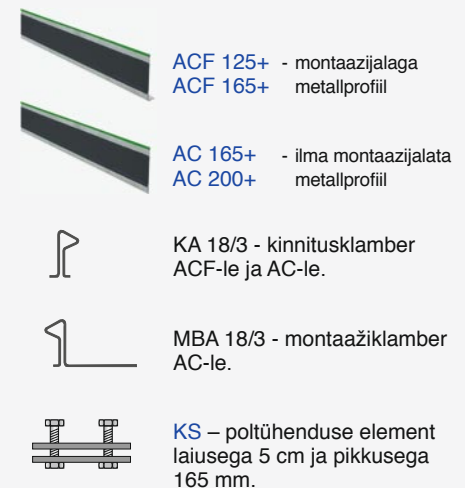 ACF 125+ - montaazijalaga
ACF 165+ metallprofiil
AC 165+ - ilma montaazijalata
AC 200+ metallprofiil
KA 18/3 - kinnitusklamber
ACF-le ja AC-le.
MBA 18/3 - montaažiklamber
AC-le.
KS – poltühenduse element
laiusega 5 cm ja pikkusega
165 mm.